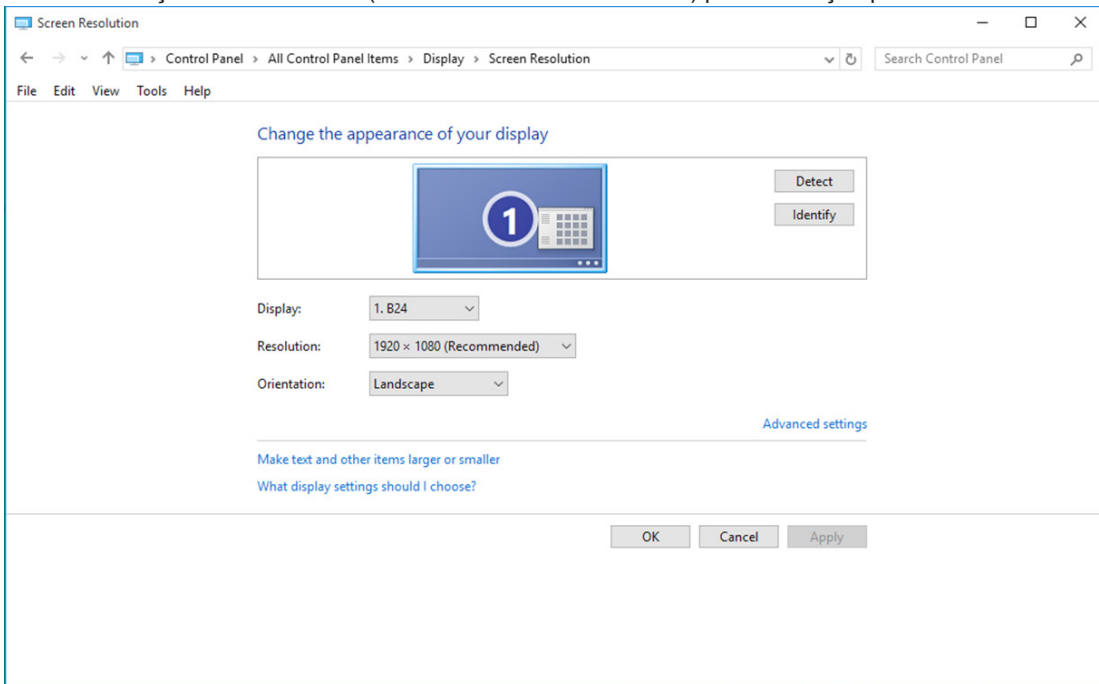 Screen Resolution
Control Panel > All Control Panel Items > Display > Screen Resolution
Search Control Panel
File Edit View Tools Help
Change the appearance of your display
1
Detect
Identify
Display: 1. B24
Resolution: 1920 × 1080 (Recommended)
Orientation: Landscape
Advanced settings
Make text and other items larger or smaller
What display settings should I choose?
OK Cancel Apply